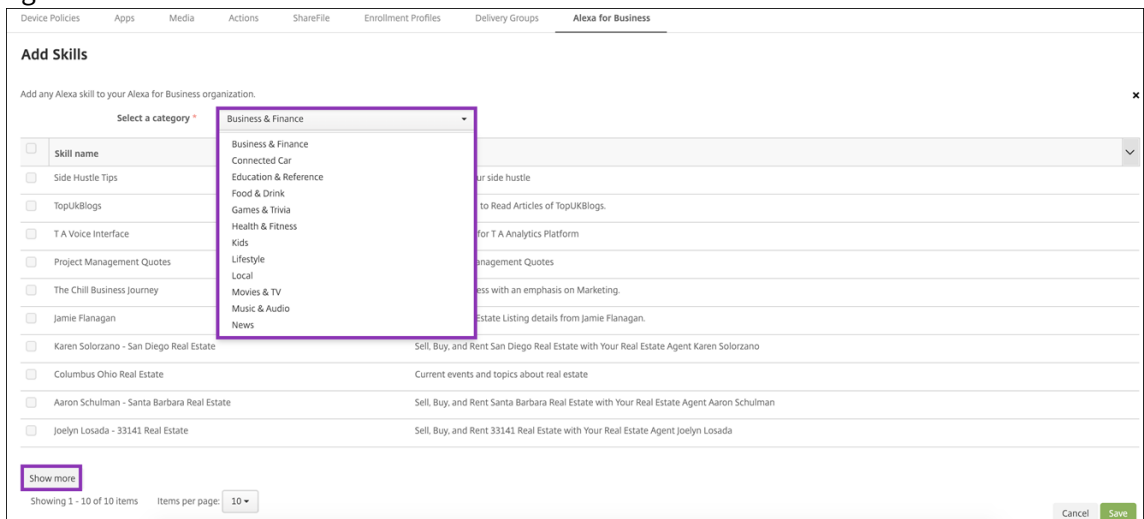 Device Policies Apps Media Actions ShareFile Enrollment Profiles Delivery Groups Alexa for Business
Add Skills
Add any Alexa skill to your Alexa for Business organization.
Select a category * Business & Finance
Business & Finance
Connected Car
Education & Reference
Food & Drink
Games & Trivia
Health & Fitness
Kids
Lifestyle
Local
Movies & TV
Music & Audio
News
Skill name
Side Hustle Tips ur side hustle
TopUkBlogs to Read Articles of TopUKBlogs.
T A Voice Interface for T A Analytics Platform
Project Management Quotes anagement Quotes
The Chill Business Journey ess with an emphasis on Marketing.
Jamie Flanagan Estate Listing details from Jamie Flanagan.
Karen Solorzano - San Diego Real Estate Sell, Buy, and Rent San Diego Real Estate with Your Real Estate Agent Karen Solorzano
Columbus Ohio Real Estate Current events and topics about real estate
Aaron Schulman - Santa Barbara Real Estate Sell, Buy, and Rent Santa Barbara Real Estate with Your Real Estate Agent Aaron Schulman
Joelyn Losada - 33141 Real Estate Sell, Buy, and Rent 33141 Real Estate with Your Real Estate Agent Joelyn Losada
Show more
Showing 1 - 10 of 10 items Items per page: 10
Cancel Save